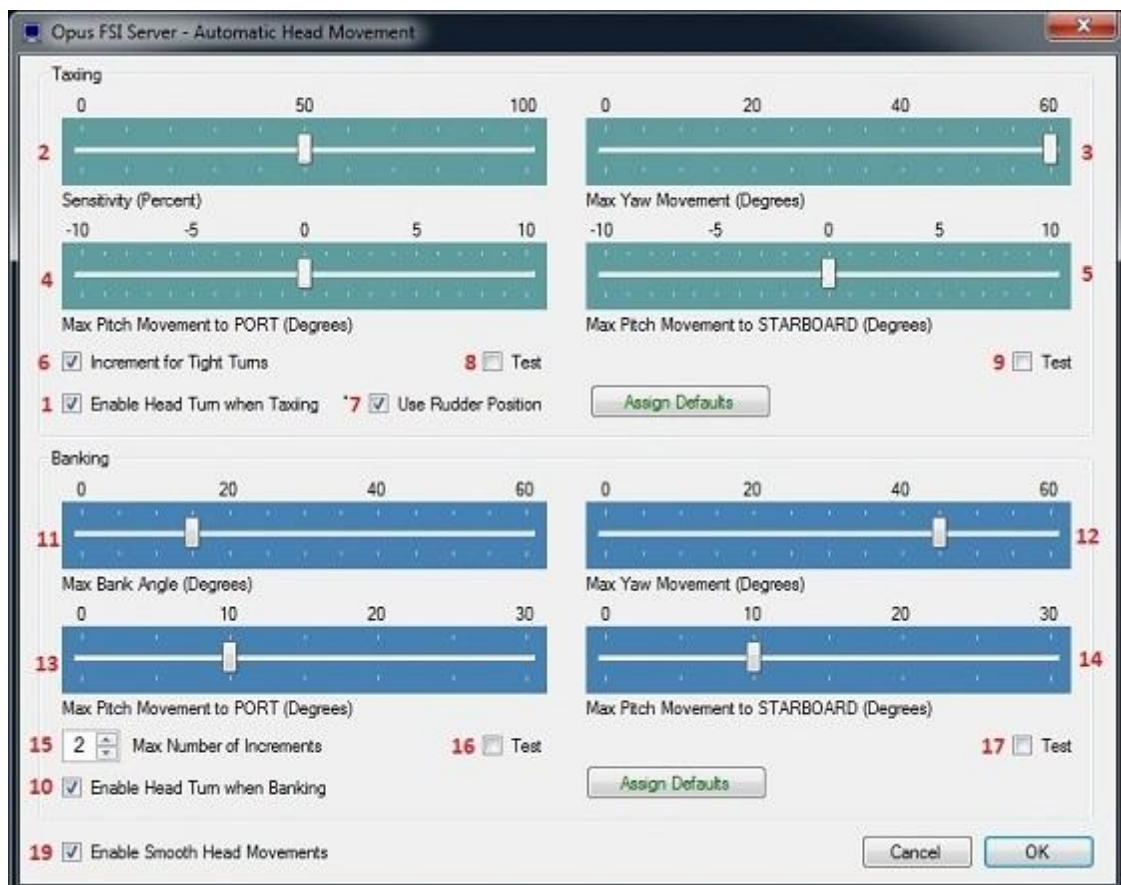 Opus FSI Server - Automatic Head Movement
Taxiing
0 50 100 0 20 40 60
2 3
Sensitivity (Percent) Max Yaw Movement (Degrees)
-10 -5 0 5 10 -10 -5 0 5 10
4 5
Max Pitch Movement to PORT (Degrees) Max Pitch Movement to STARBOARD (Degrees)
6 Increment for Tight Turns 8 Test 9 Test
1 Enable Head Turn when Taxing *7 Use Rudder Position Assign Defaults
Banking
0 20 40 60 0 20 40 60
11 12
Max Bank Angle (Degrees) Max Yaw Movement (Degrees)
0 10 20 30 0 10 20 30
13 14
Max Pitch Movement to PORT (Degrees) Max Pitch Movement to STARBOARD (Degrees)
15 2 Max Number of Increments 16 Test 17 Test
10 Enable Head Turn when Banking Assign Defaults
19 Enable Smooth Head Movements Cancel OK